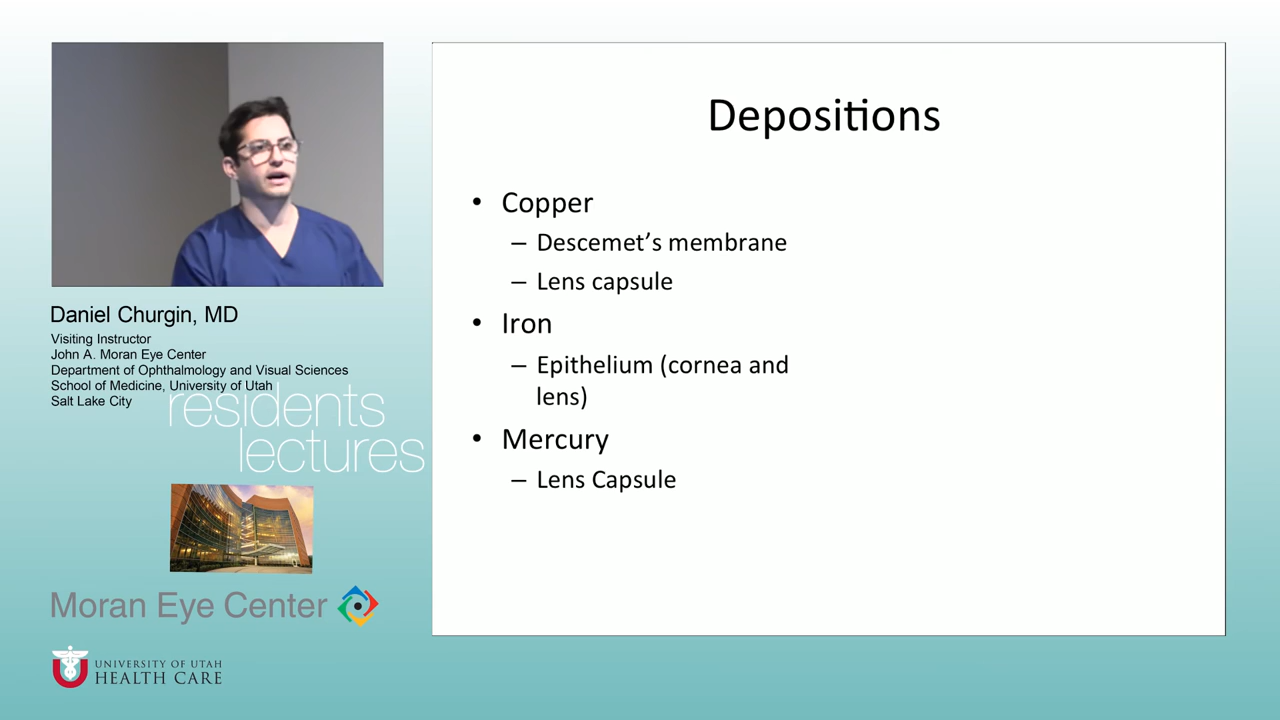 Daniel Churgin, MD
Visiting Instructor
John A. Moran Eye Center
Department of Ophthalmology and Visual Sciences
School of Medicine, University of Utah
Salt Lake City
residents
lectures
Moran Eye Center
UNIVERSITY OF UTAH
HEALTH CARE
Depositions
• Copper
– Descemet’s membrane
– Lens capsule
• Iron
– Epithelium (cornea and
lens)
• Mercury
– Lens Capsule